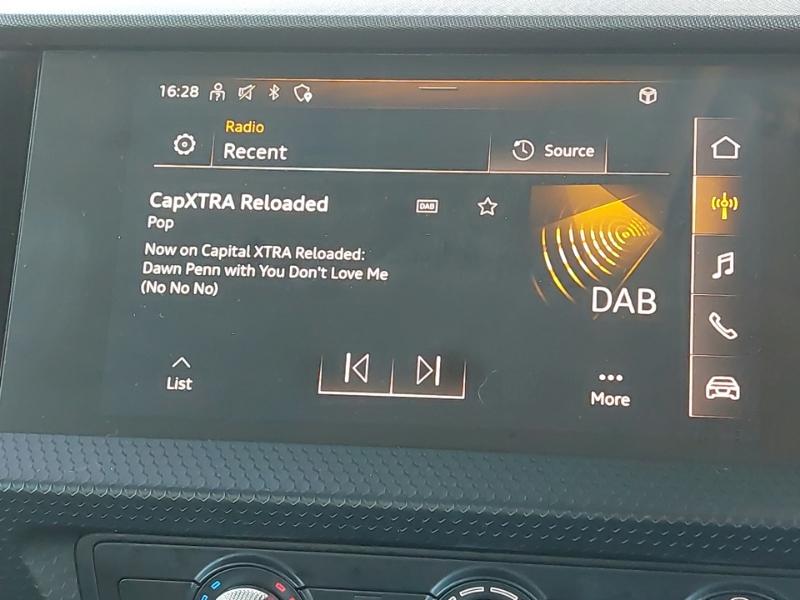 16:28
Radio
Recent
Source
CapXTRA Reloaded
DAB
Pop
Now on Capital XTRA Reloaded:
Dawn Penn with You Don't Love Me
(No No No)
DAB
List
More